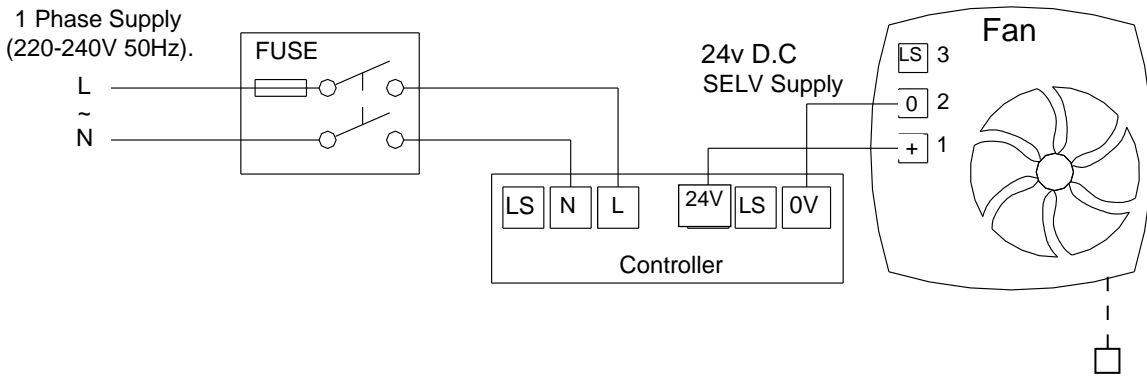 1 Phase Supply
(220-240V 50Hz).
L
~
N
FUSE
24v D.C
SELV Supply
Fan
LS 3
0 2
+ 1
LS N L 24V LS 0V
Controller